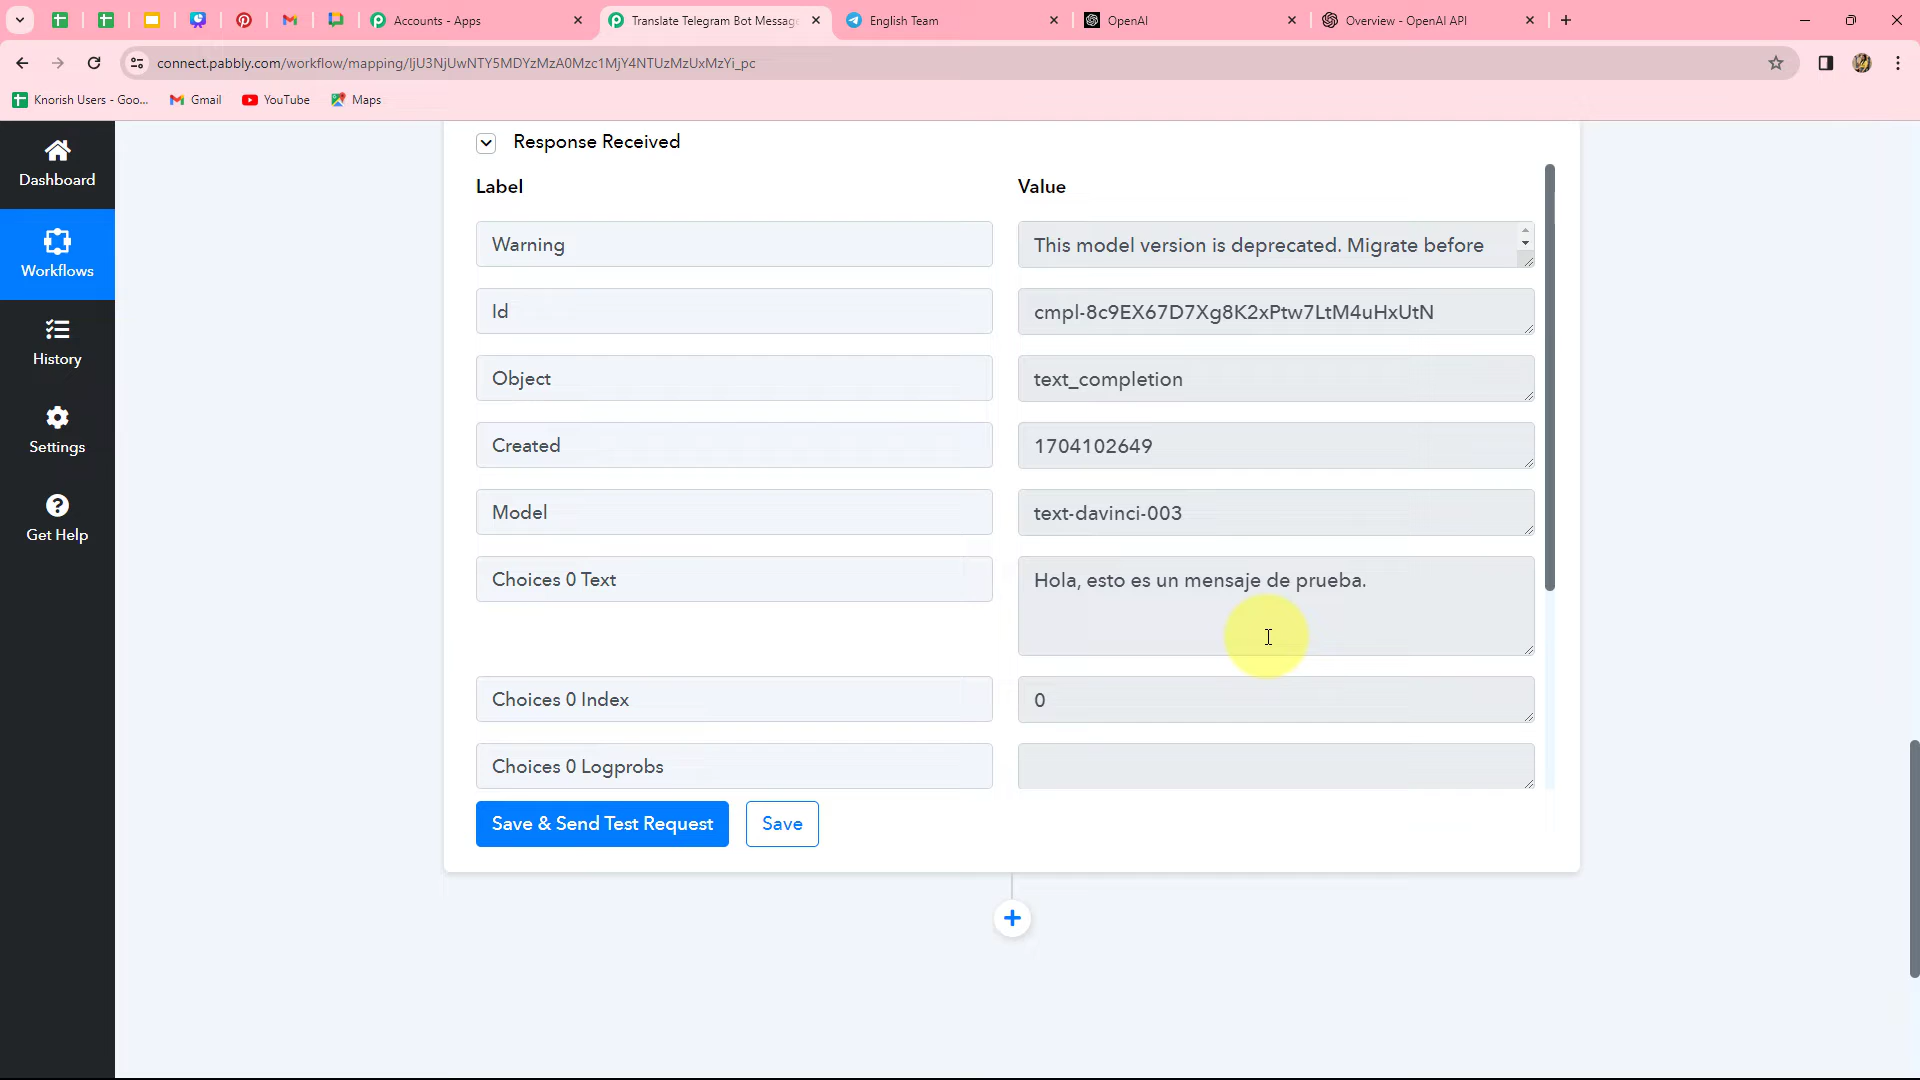 Accounts - Apps
Translate Telegram Bot Message
English Team
OpenAI
Overview - OpenAI API
connect.pabbly.com/workflow/mapping/IjU3NjUwNTY5MDYzMzA0Mzc1MjY4NTUzMzUxMzYi_pc
Knorish Users - Goo...
Gmail
YouTube
Maps
Dashboard
Workflows
History
Settings
Get Help
Response Received
Label
Value
Warning
This model version is deprecated. Migrate before
Id
cmpl-8c9EX67D7Xg8K2xPtw7LtM4uHxUtN
Object
text_completion
Created
1704102649
Model
text-davinci-003
Choices 0 Text
Hola, esto es un mensaje de prueba.
Choices 0 Index
0
Choices 0 Logprobs
Save & Send Test Request
Save